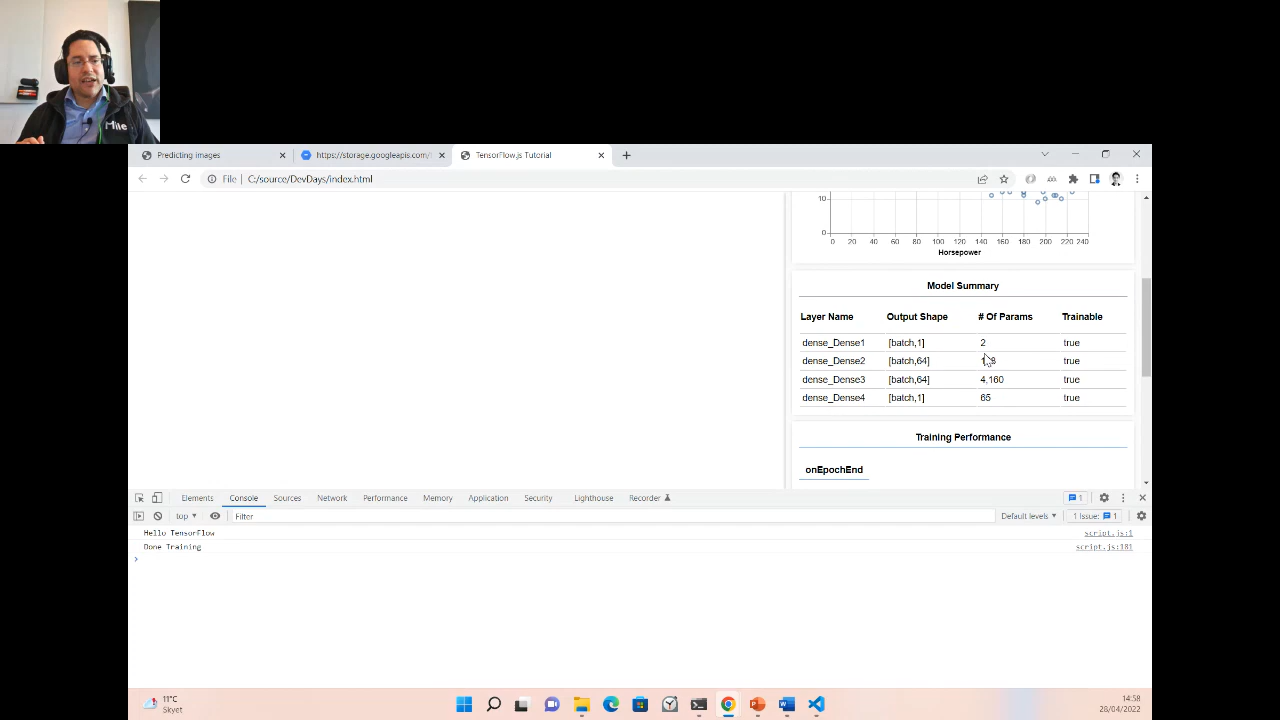 Mile
Predicting images
https://storage.googleapis.com/
TensorFlow.js Tutorial
File
C:/source/DevDays/index.html
10
0
0 20 40 60 80 100 120 140 160 180 200 220 240
Horsepower
Model Summary
Layer Name Output Shape # Of Params Trainable
dense_Dense1 [batch,1] 2 true
dense_Dense2 [batch,64] true
dense_Dense3 [batch,64] 4,160 true
dense_Dense4 [batch,1] 65 true
Training Performance
onEpochEnd
Elements Console Sources Network Performance Memory Application Security Lighthouse Recorder 1
top Filter Default levels 1 Issue: 1
Hello TensorFlow script.js:1
Done Training script.js:181
11°C
Skyet
14:58
28/04/2022